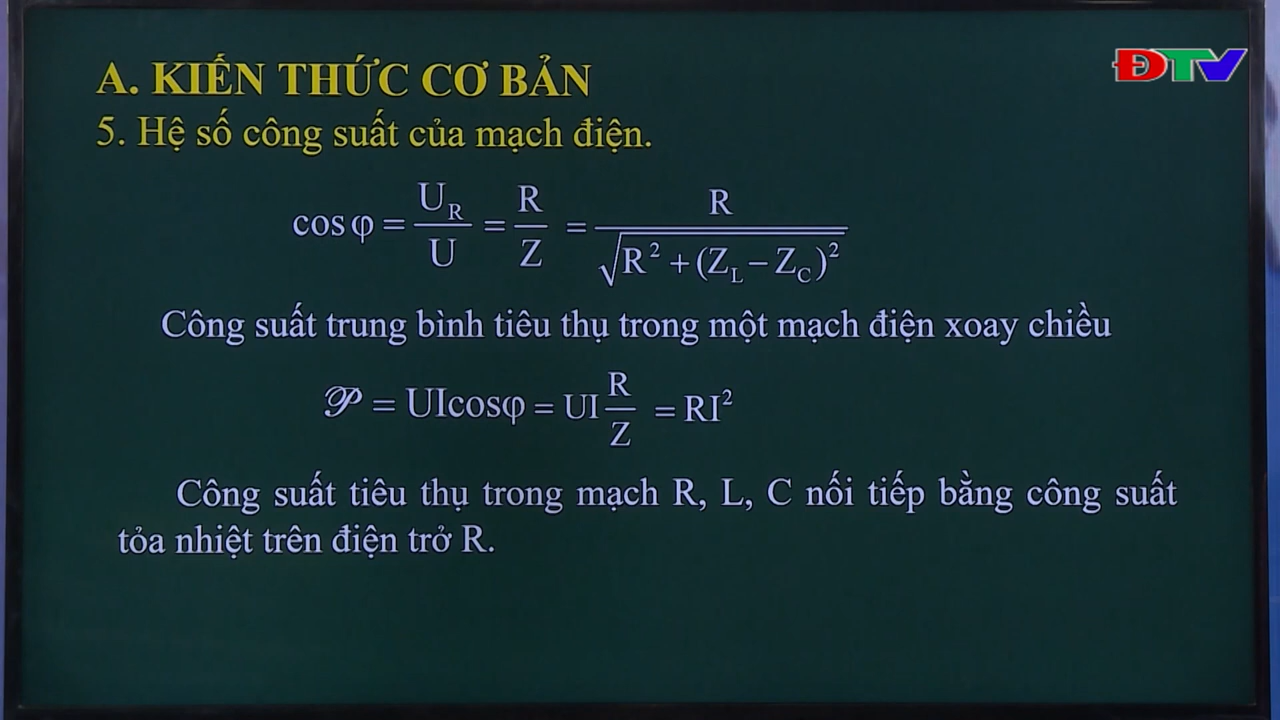 A. KIẾN THỨC CƠ BẢN
ĐTV
5. Hệ số công suất của mạch điện.
cos φ = U_R/U = R/Z = R/√(R² + (Z_L − Z_C)²)
Công suất trung bình tiêu thụ trong một mạch điện xoay chiều
𝒫 = UIcosφ = UI R/Z = RI²
Công suất tiêu thụ trong mạch R, L, C nối tiếp bằng công suất
tỏa nhiệt trên điện trở R.